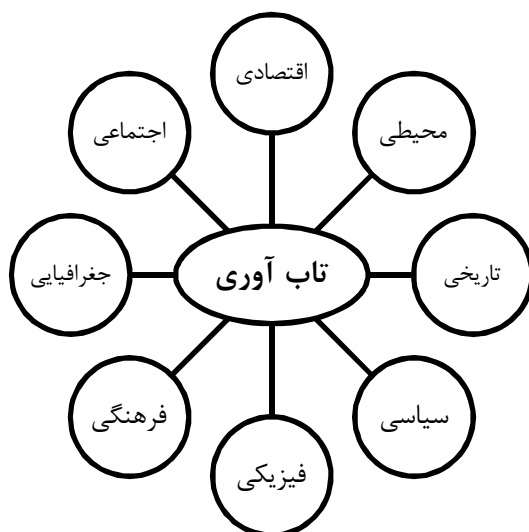 اقتصادی
محیطی
اجتماعی
تاریخی
تاب آوری
جغرافیایی
سیاسی
فرهنگی
فیزیکی